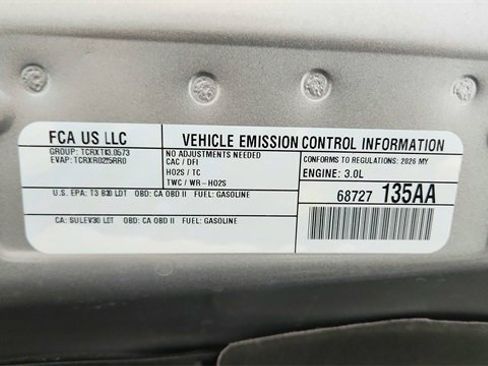 FCA US LLC
GROUP: TCRXT03.0573
EVAP: TCRXR0215RR0
VEHICLE EMISSION CONTROL INFORMATION
NO ADJUSTMENTS NEEDED
CAC / DFI
HO2S / TC
TWC / WR-HO2S
CONFORMS TO REGULATIONS: 2026 MY
ENGINE: 3.0L
U.S. EPA: T3 B30 LDT OBD: CA OBD II FUEL: GASOLINE
CA: SULEV30 LDT OBD: CA OBD II FUEL: GASOLINE
68727 135AA